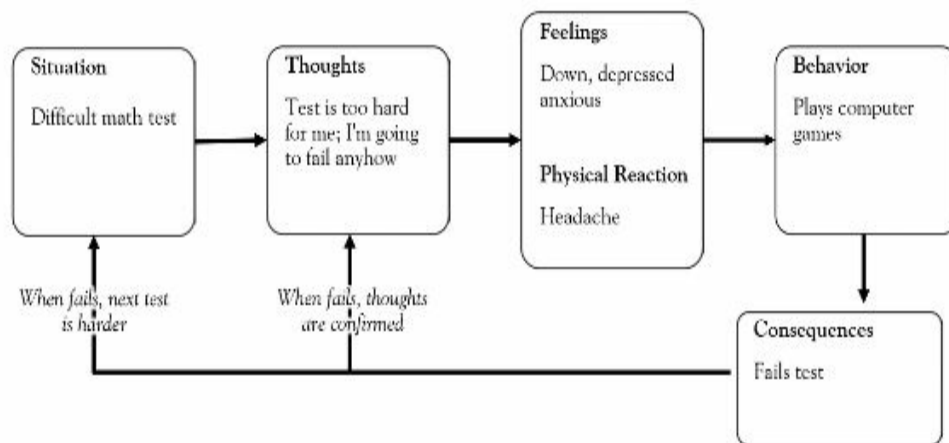 Situation
Difficult math test
Thoughts
Test is too hard
for me; I'm going
to fail anyhow
Feelings
Down, depressed
anxious
Physical Reaction
Headache
Behavior
Plays computer
games
When fails, next test
is harder
When fails, thoughts
are confirmed
Consequences
Fails test